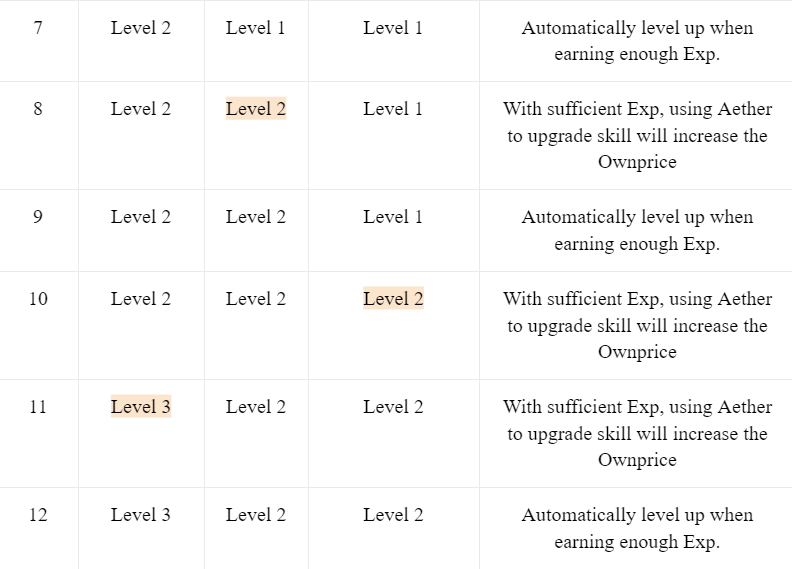 7 Level 2 Level 1 Level 1 Automatically level up when
earning enough Exp.
8 Level 2 Level 2 Level 1 With sufficient Exp, using Aether
to upgrade skill will increase the
Ownprice
9 Level 2 Level 2 Level 1 Automatically level up when
earning enough Exp.
10 Level 2 Level 2 Level 2 With sufficient Exp, using Aether
to upgrade skill will increase the
Ownprice
11 Level 3 Level 2 Level 2 With sufficient Exp, using Aether
to upgrade skill will increase the
Ownprice
12 Level 3 Level 2 Level 2 Automatically level up when
earning enough Exp.